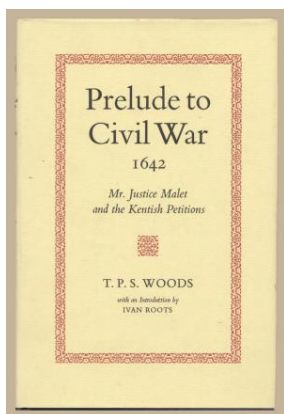 Prelude to
Civil War
1642
Mr. Justice Malet
and the Kentish Petitions
T. P. S. WOODS
with an Introduction by
IVAN ROOTS